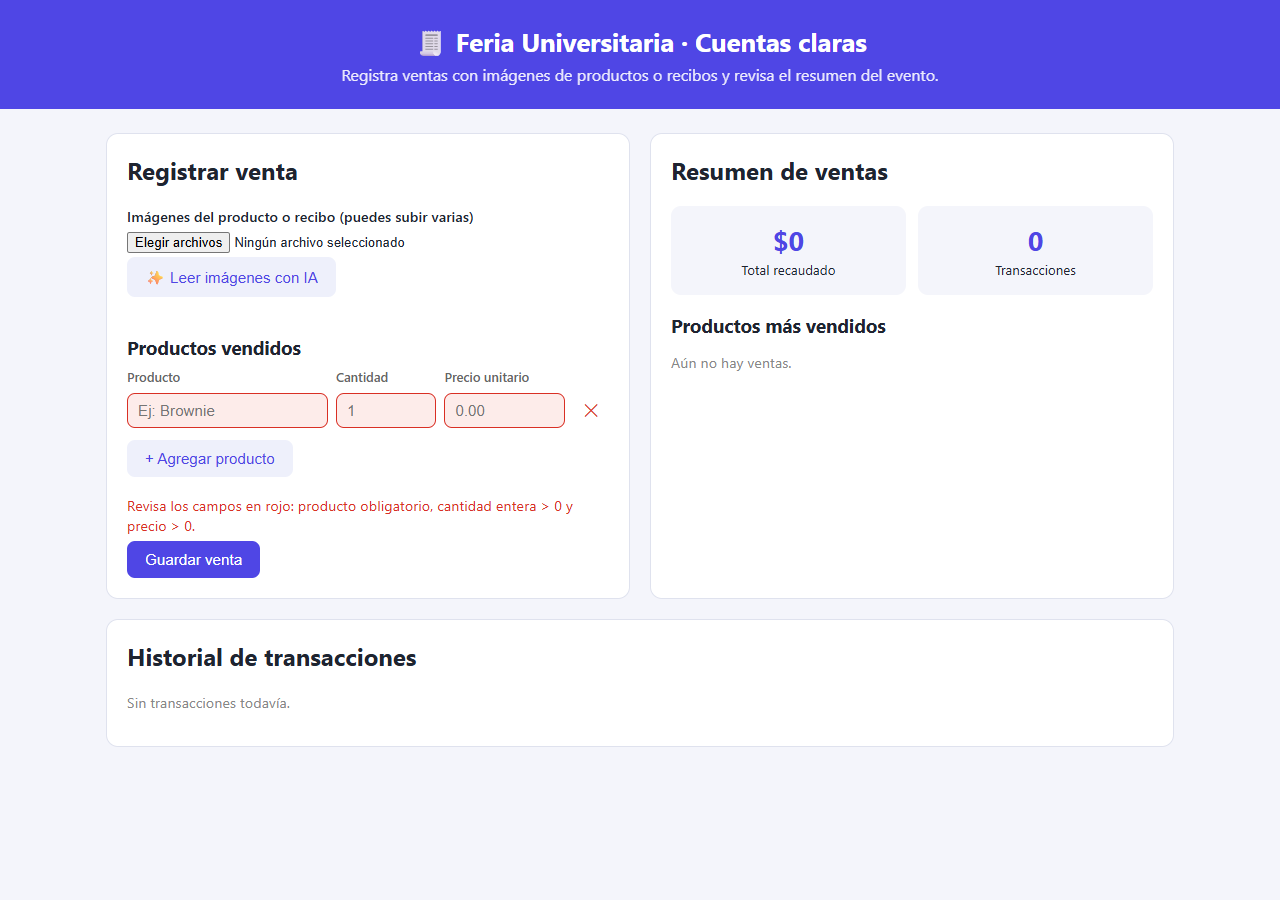 Feria Universitaria · Cuentas claras
Registra ventas con imágenes de productos o recibos y revisa el resumen del evento.
Registrar venta
Imágenes del producto o recibo (puedes subir varias)
Elegir archivos Ningún archivo seleccionado
Leer imágenes con IA
Productos vendidos
Producto Cantidad Precio unitario
Ej: Brownie 1 0.00
+ Agregar producto
Revisa los campos en rojo: producto obligatorio, cantidad entera > 0 y
precio > 0.
Guardar venta
Resumen de ventas
$0 0
Total recaudado Transacciones
Productos más vendidos
Aún no hay ventas.
Historial de transacciones
Sin transacciones todavía.